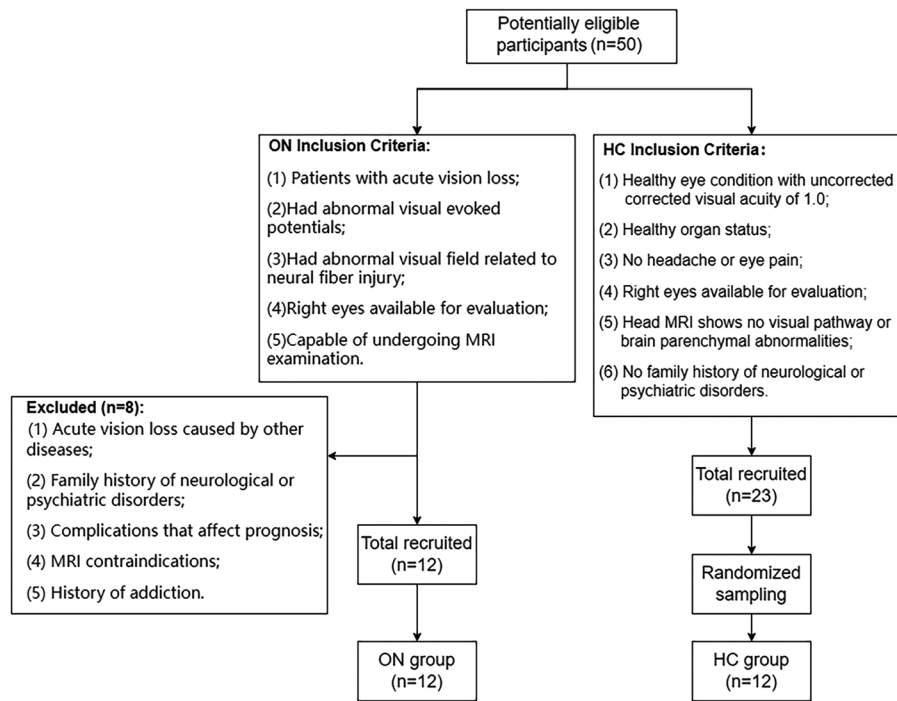 Potentially eligible
participants (n=50)
ON Inclusion Criteria:
(1) Patients with acute vision loss;
(2)Had abnormal visual evoked
potentials;
(3)Had abnormal visual field related to
neural fiber injury;
(4)Right eyes available for evaluation;
(5)Capable of undergoing MRI
examination.
HC Inclusion Criteria:
(1) Healthy eye condition with uncorrected
corrected visual acuity of 1.0;
(2) Healthy organ status;
(3) No headache or eye pain;
(4) Right eyes available for evaluation;
(5) Head MRI shows no visual pathway or
brain parenchymal abnormalities;
(6) No family history of neurological or
psychiatric disorders.
Excluded (n=8):
(1) Acute vision loss caused by other
diseases;
(2) Family history of neurological or
psychiatric disorders;
(3) Complications that affect prognosis;
(4) MRI contraindications;
(5) History of addiction.
Total recruited
(n=12)
ON group
(n=12)
Total recruited
(n=23)
Randomized
sampling
HC group
(n=12)